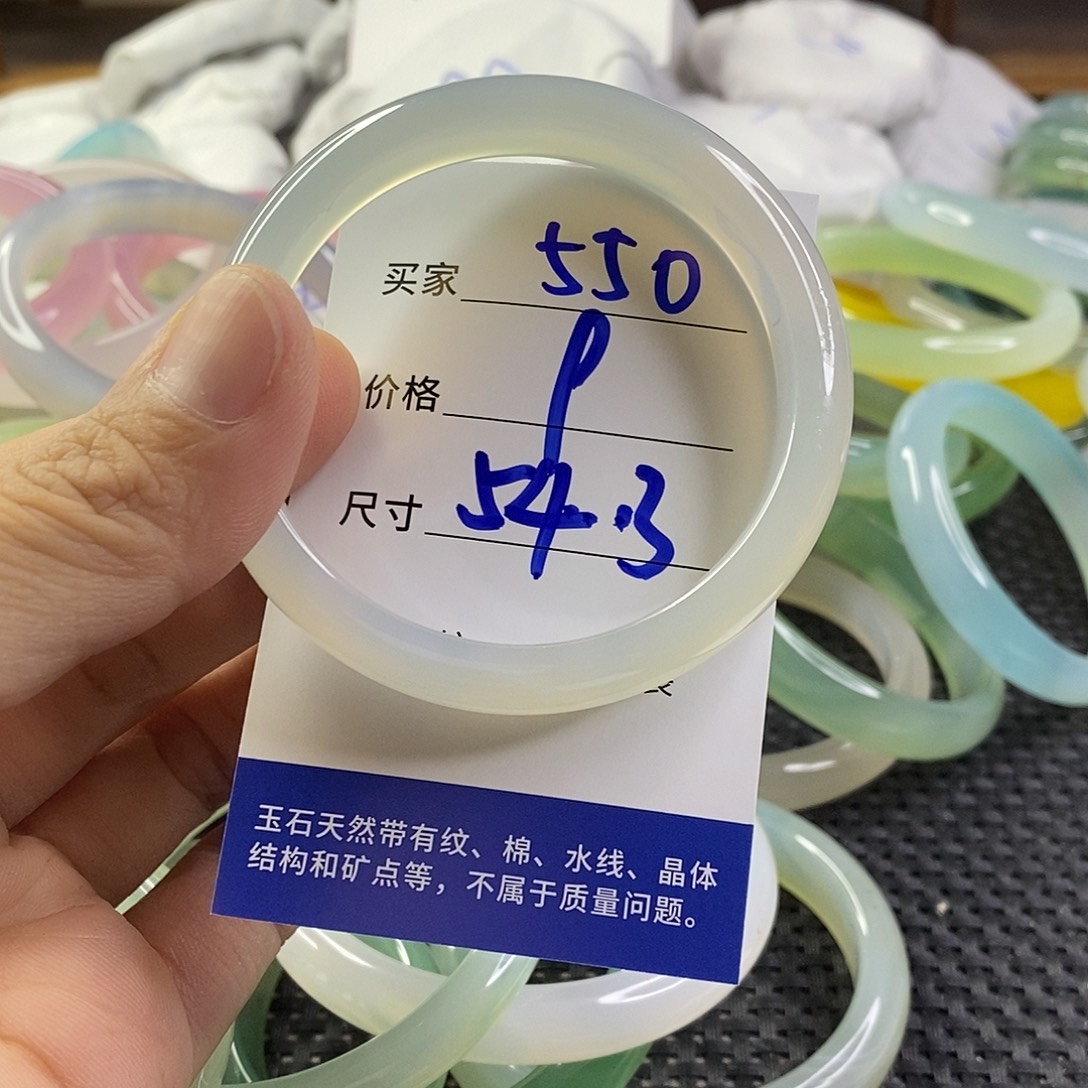 买家 550
价格
尺寸 54.3
玉石天然带有纹、棉、水线、晶体
结构和矿点等，不属于质量问题。